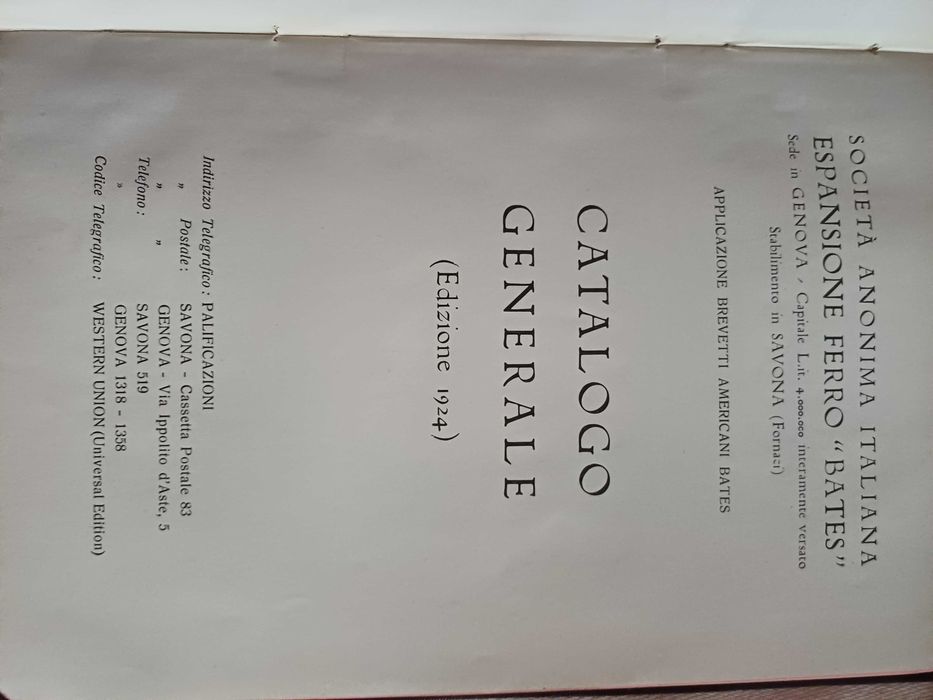 SOCIETÀ ANONIMA ITALIANA
ESPANSIONE FERRO “BATES”
Sede in GENOVA - Capitale L.it. 4.000.000 interamente versato
Stabilimento in SAVONA (Fornaci)
APPLICAZIONE BREVETTI AMERICANI BATES
CATALOGO
GENERALE
(Edizione 1924)
Indirizzo Telegrafico: PALIFICAZIONI
„ Postale: SAVONA - Cassetta Postale 83
„ „ GENOVA - Via Ippolito d'Aste, 5
Telefono: SAVONA 519
» GENOVA 1318 - 1358
Codice Telegrafico: WESTERN UNION (Universal Edition)